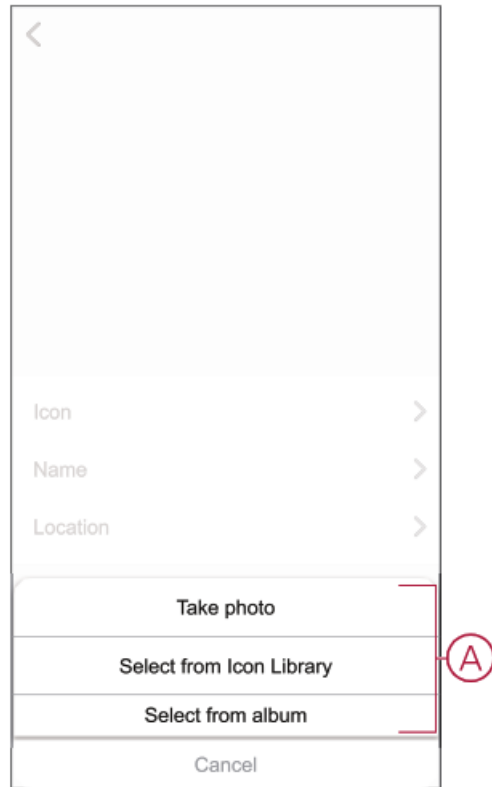 Icon
Name
Location
Take photo
Select from Icon Library
A
Select from album
Cancel